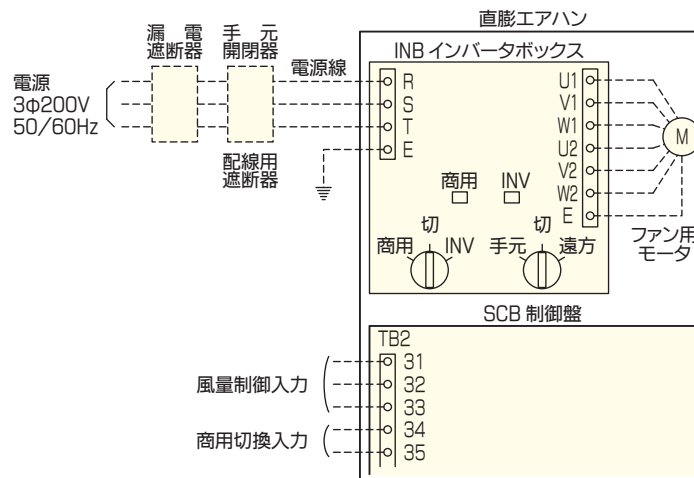 直膨エアハン
漏 電
遮断器
手 元
開閉器
INB インバータボックス
電源線
電源
3φ200V
50/60Hz
R
S
T
E
U1
V1
W1
U2
V2
W2
E
M
配線用
遮断器
商用
INV
切
商用
INV
切
手元
遠方
ファン用
モータ
SCB 制御盤
TB2
31
32
33
34
35
風量制御入力
商用切換入力